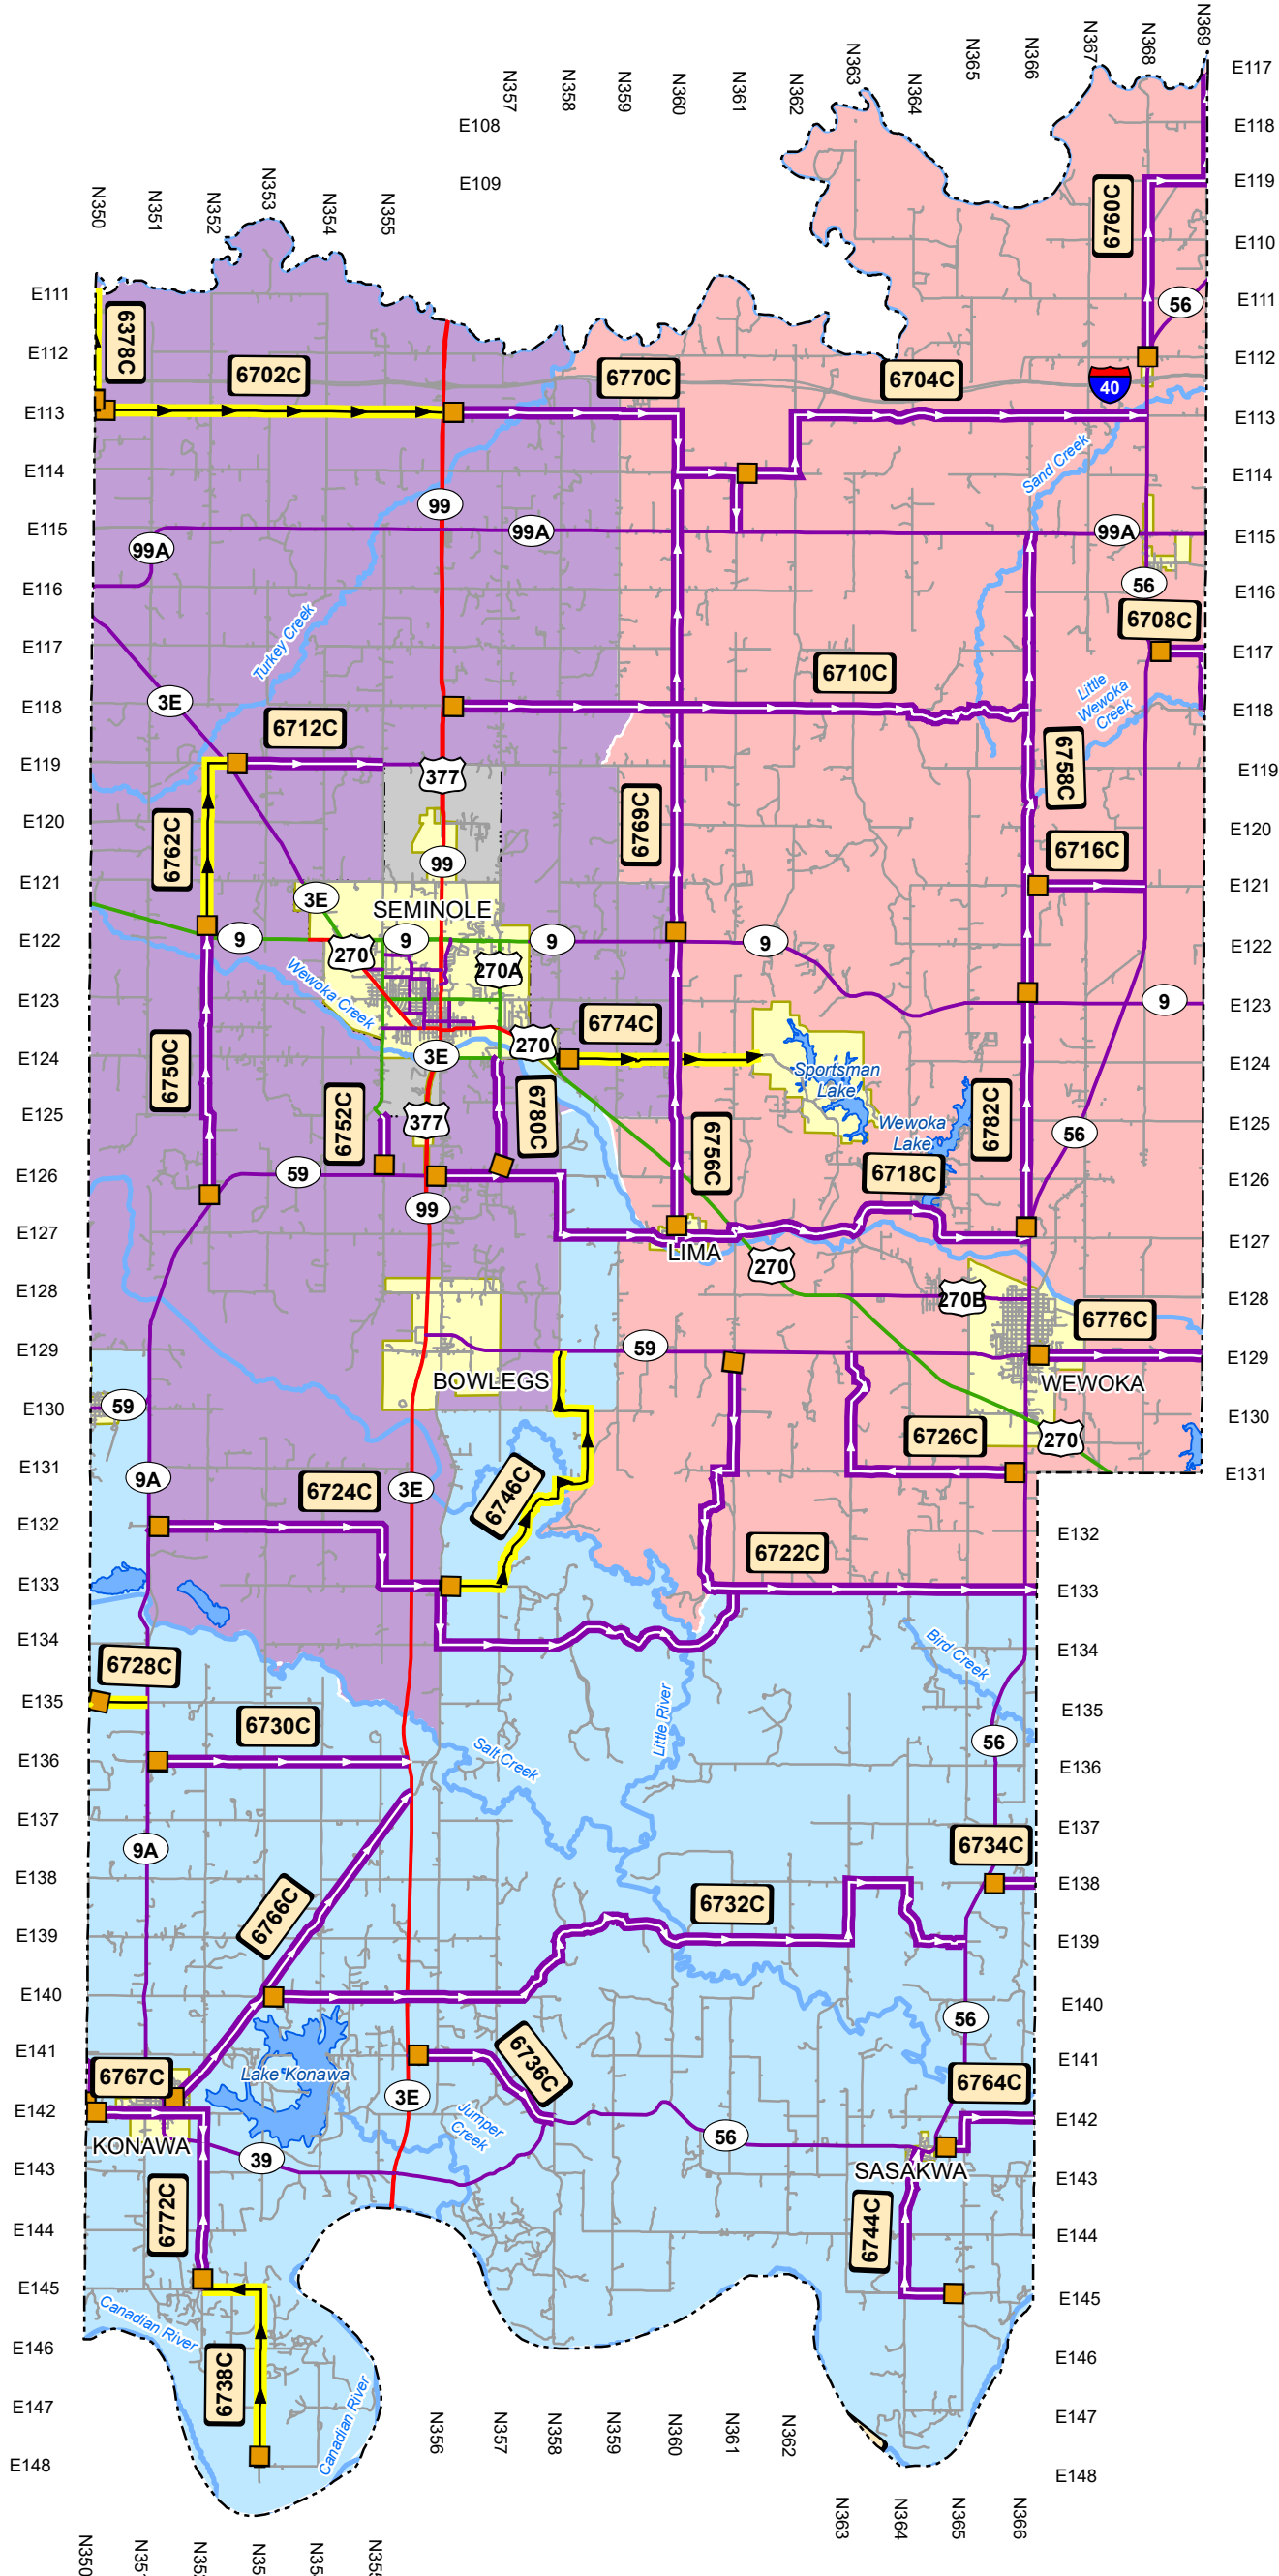 N369
N368
N367
N366
N365
N364
N363
N362
N361
N360
N359
N358
N357
E117
E108
E118
E109
E119
N350
N351
N352
N353
N354
N355
6760C
E110
E111
E111
56
6378C
E112
6702C
6770C
6704C
E112
40
E113
E113
Sand Creek
E114
E114
99
E115
99A
99A
99A
E115
E116
56
E116
6708C
Turkey Creek
E117
E117
6710C
Little
Wewoka
Creek
3E
E118
6712C
E118
E119
377
6758C
E119
6762C
E120
6769C
E120
99
6716C
E121
3E
E121
SEMINOLE
E122
9
270
9
270A
9
9
E122
Wewoka Creek
E123
9
E123
6774C
6750C
E124
3E
270
E124
Sportsman
Lake
6752C
6780C
E125
377
Wewoka
Lake
6782C
56
E125
6756C
E126
59
6718C
E126
99
E127
LIMA
E127
270
E128
270B
E128
6776C
E129
59
E129
BOWLEGS
WEWOKA
59
E130
E130
6726C
270
E131
9A
E131
6724C
3E
6746C
E132
E132
6722C
E133
E133
E134
Bird Creek
E134
6728C
E135
E135
6730C
Little River
56
E136
Salt Creek
E136
E137
E137
9A
6734C
E138
E138
6766C
6732C
E139
E139
E140
E140
56
E141
6736C
E141
6767C
Lake Konawa
6764C
3E
E142
Jumper
Creek
E142
KONAWA
39
56
SASAKWA
E143
E143
6772C
6744C
E144
E144
E145
E145
Canadian River
E146
E146
6738C
Canadian River
E147
E147
N356
N357
N358
N359
N360
N361
N362
E148
E148
N363
N364
N365
N366
N350